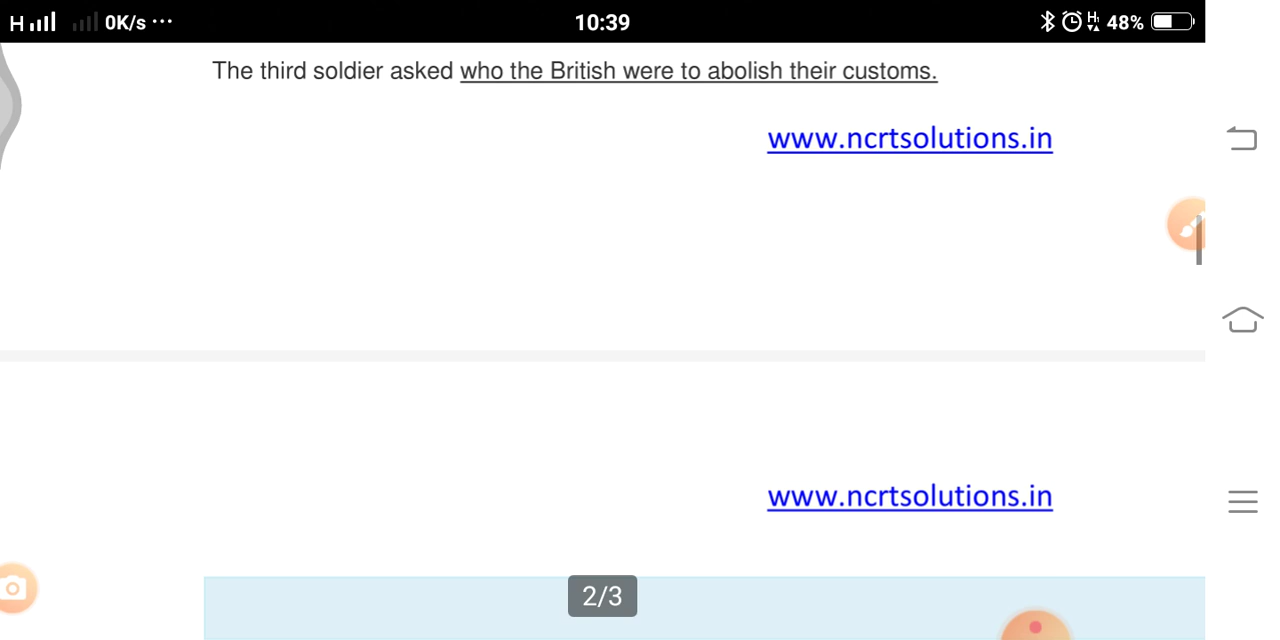 H 0K/s ... 10:39 48%
The third soldier asked who the British were to abolish their customs.
www.ncrtsolutions.in
www.ncrtsolutions.in
2/3